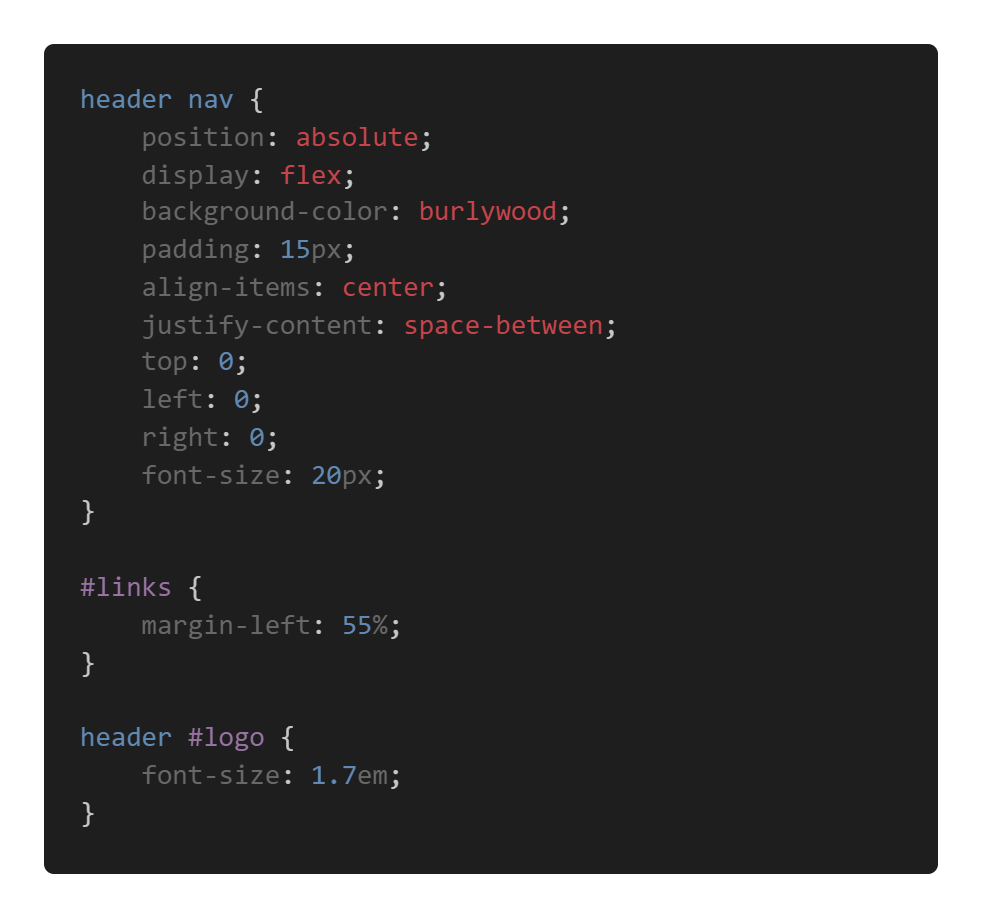 header nav {
    position: absolute;
    display: flex;
    background-color: burlywood;
    padding: 15px;
    align-items: center;
    justify-content: space-between;
    top: 0;
    left: 0;
    right: 0;
    font-size: 20px;
}

#links {
    margin-left: 55%;
}

header #logo {
    font-size: 1.7em;
}